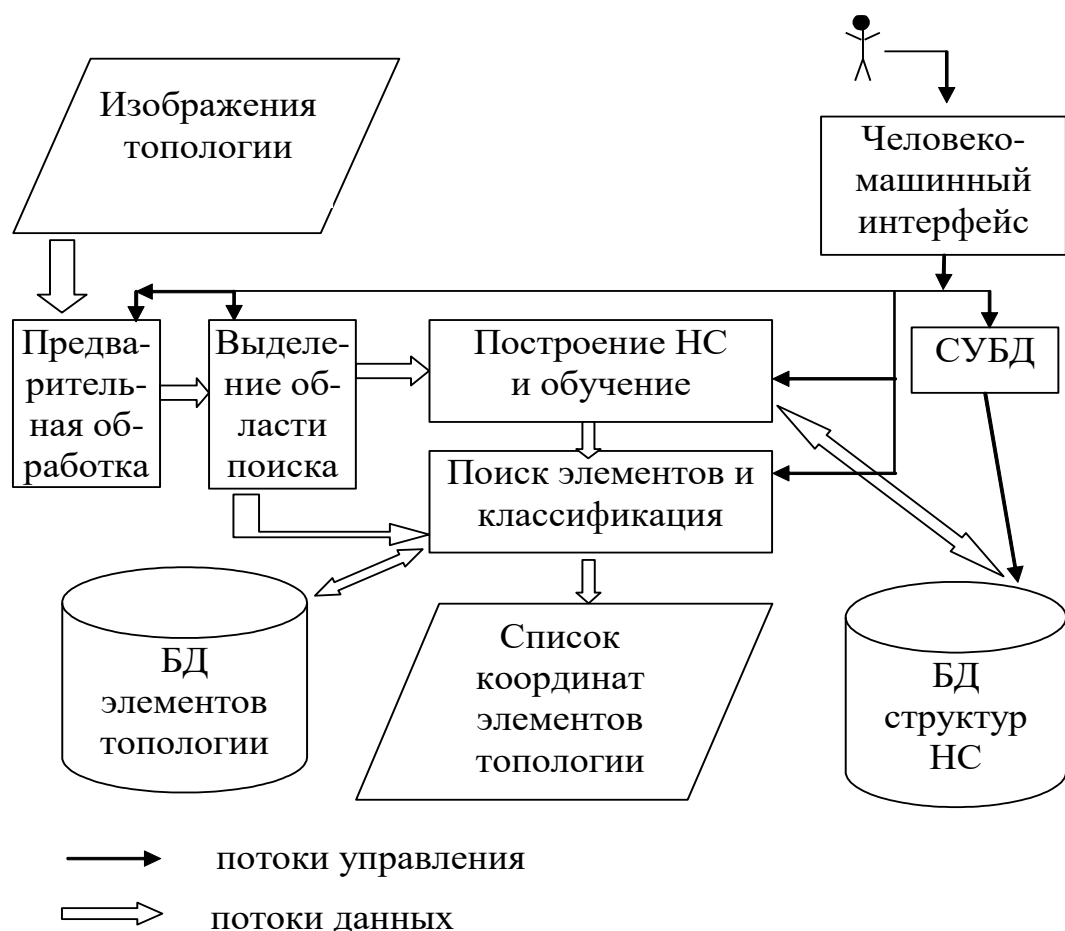 Изображения
топологии
Человеко-
машинный
интерфейс
Предва-
ритель-
ная об-
работка
Выделе-
ние об-
ласти
поиска
Построение НС
и обучение
СУБД
Поиск элементов и
классификация
БД
элементов
топологии
Список
координат
элементов
топологии
БД
структур
НС
потоки управления
потоки данных